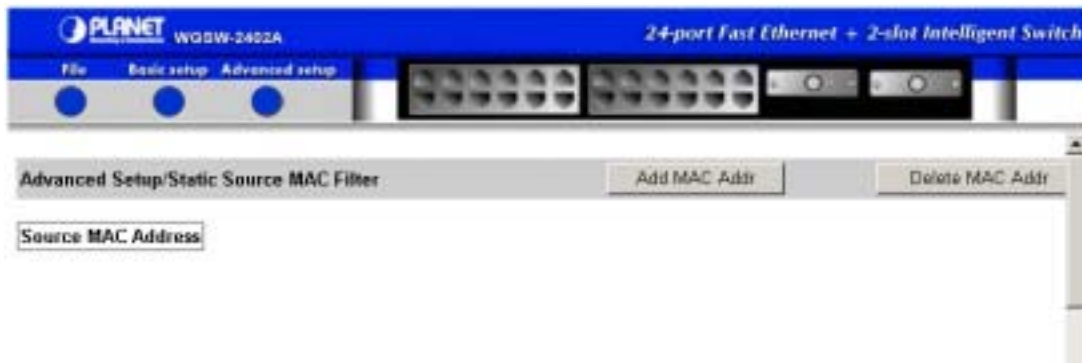 PLANET WGSW-2402A
24-port Fast Ethernet + 2-slot Intelligent Switch
File Basic setup Advanced setup
Advanced Setup/Static Source MAC Filter
Add MAC Addr
Delete MAC Addr
Source MAC Address